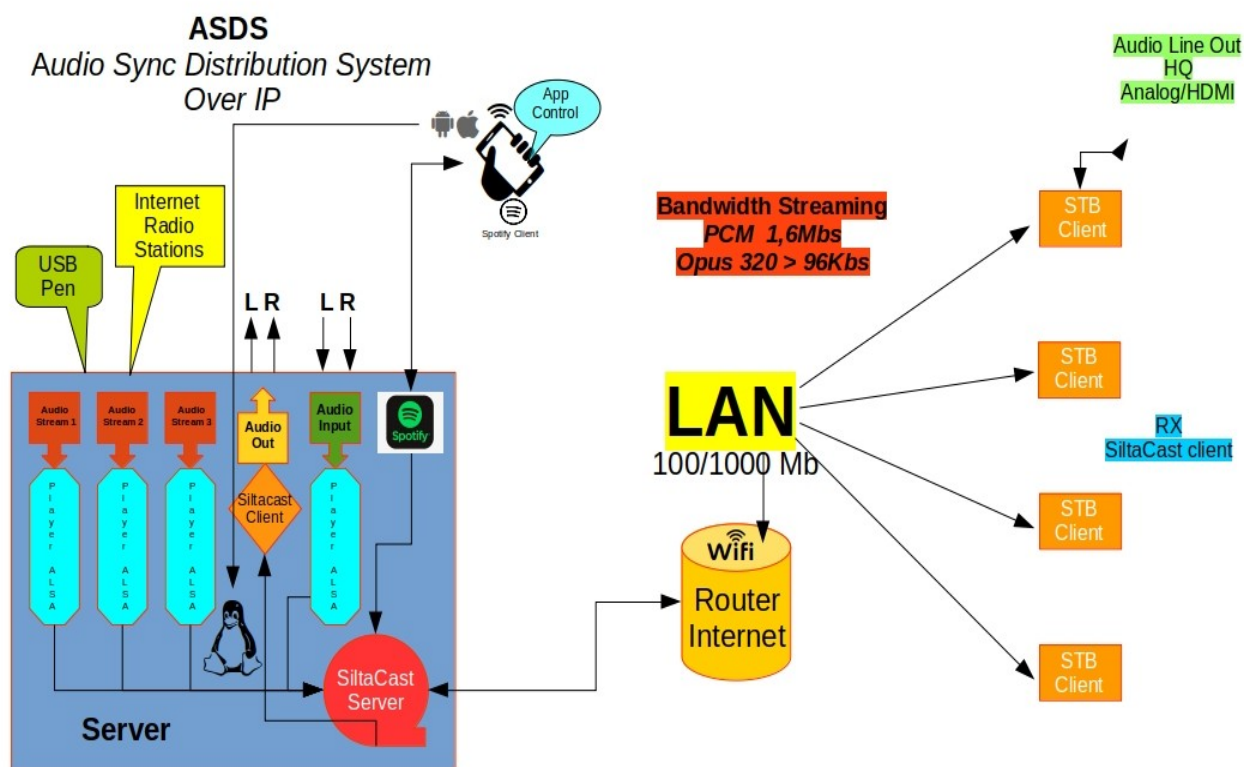 ASDS
Audio Sync Distribution System
Over IP
App
Control
Spotify Client
Audio Line Out
HQ
Analog/HDMI
Internet
Radio
Stations
USB
Pen
Bandwidth Streaming
PCM 1,6Mbs
Opus 320 > 96Kbs
L R
L R
STB
Client
STB
Client
STB
Client
STB
Client
RX
SiltaCast client
LAN
100/1000 Mb
Wifi
Router
Internet
Audio
Stream 1
Audio
Stream 2
Audio
Stream 3
Audio
Out
Audio
Input
Spotify
Player ALSA
Player ALSA
Player ALSA
Siltacast
Client
Player ALSA
SiltaCast
Server
Server